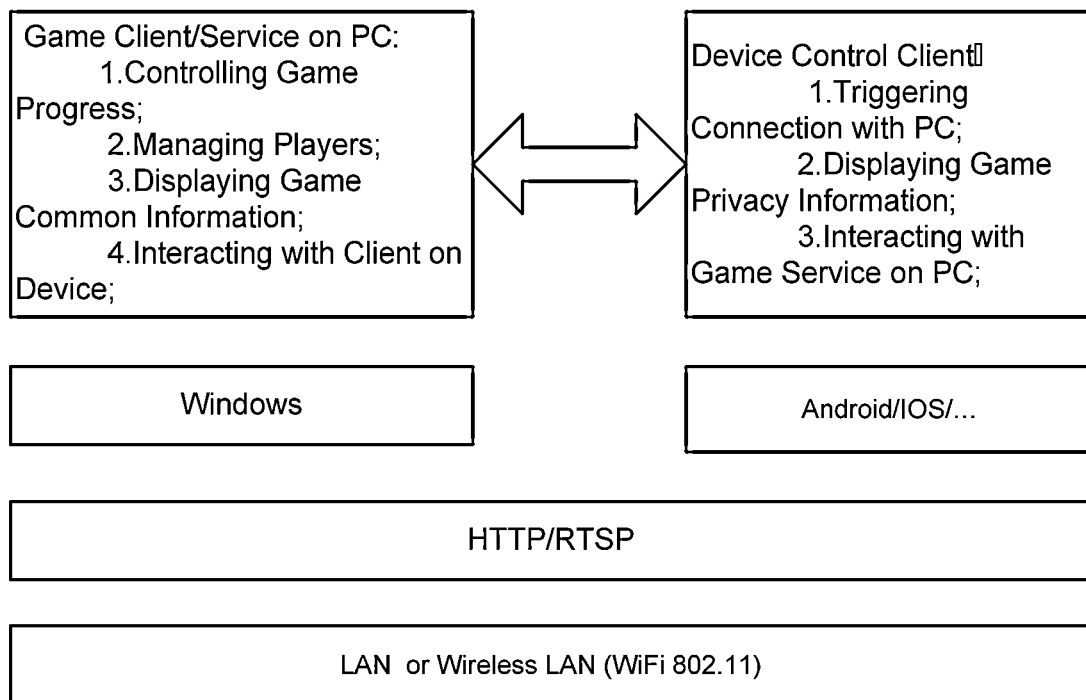 Game Client/Service on PC:
1.Controlling Game
Progress;
2.Managing Players;
3.Displaying Game
Common Information;
4.Interacting with Client on
Device;
Device Control Client
1.Triggering
Connection with PC;
2.Displaying Game
Privacy Information;
3.Interacting with
Game Service on PC;
Windows
Android/IOS/...
HTTP/RTSP
LAN or Wireless LAN (WiFi 802.11)